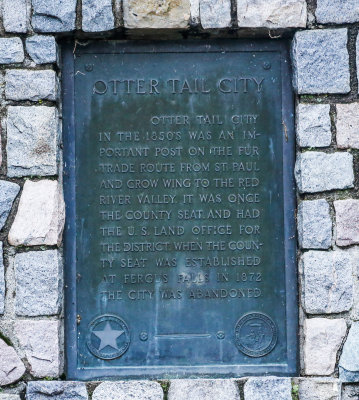 OTTER TAIL CITY
OTTER TAIL CITY
IN THE 1850'S WAS AN IM-
PORTANT POST ON THE FUR
TRADE ROUTE FROM ST. PAUL
AND CROW WING TO THE RED
RIVER VALLEY. IT WAS ONCE
THE COUNTY SEAT AND HAD
THE U. S. LAND OFFICE FOR
THE DISTRICT. WHEN THE COUN-
TY SEAT WAS ESTABLISHED
AT FERGUS FALLS IN 1872
THE CITY WAS ABANDONED